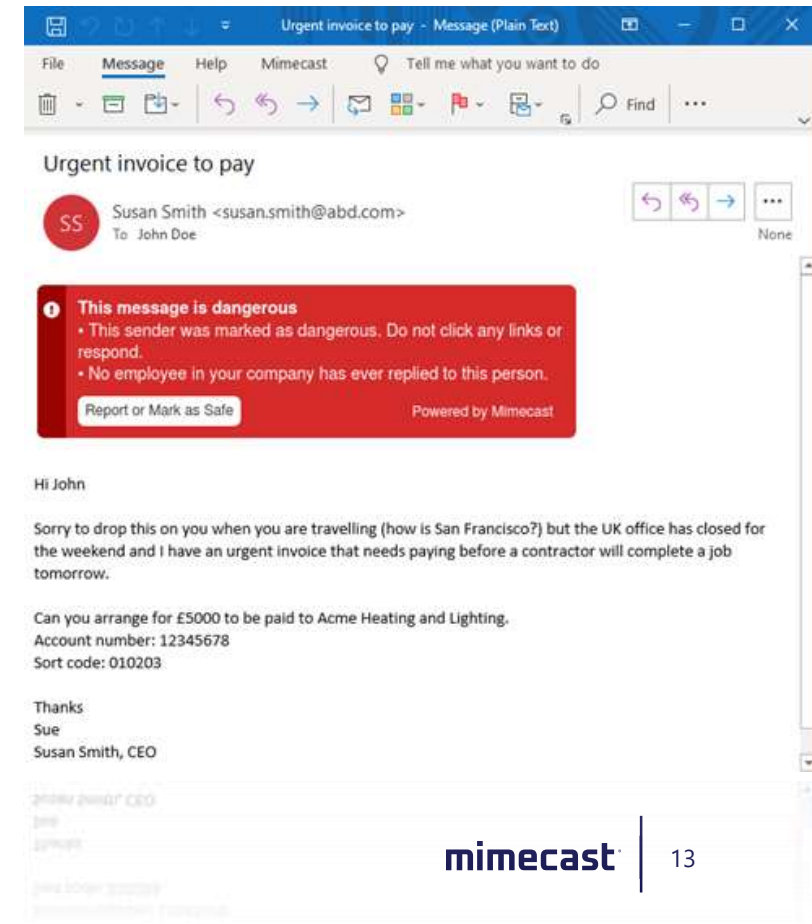 Urgent invoice to pay - Message (Plain Text)
File Message Help Mimecast Tell me what you want to do
Find ...
Urgent invoice to pay
SS
Susan Smith <susan.smith@abd.com>
To John Doe
None
This message is dangerous
• This sender was marked as dangerous. Do not click any links or
respond.
• No employee in your company has ever replied to this person.
Report or Mark as Safe Powered by Mimecast
Hi John
Sorry to drop this on you when you are travelling (how is San Francisco?) but the UK office has closed for
the weekend and I have an urgent invoice that needs paying before a contractor will complete a job
tomorrow.
Can you arrange for £5000 to be paid to Acme Heating and Lighting.
Account number: 12345678
Sort code: 010203
Thanks
Sue
Susan Smith, CEO
mimecast 13